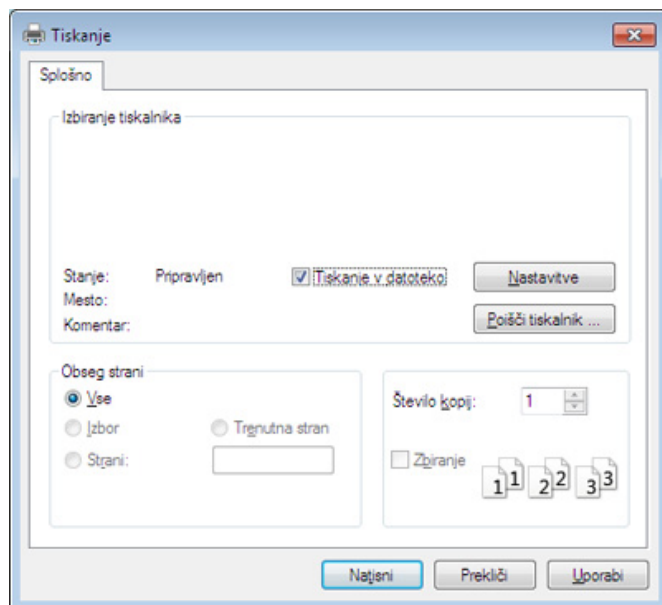 Tiskanje
Splošno
Izbiranje tiskalnika
Stanje: Pripravljen
Tiskanje v datoteko
Nastavitve
Mesto:
Komentar:
Poišči tiskalnik ...
Obseg strani
Vse
Izbor
Trenutna stran
Strani:
Število kopij: 1
Zbiranje
1 1 2 2 3 3
Natisni
Prekliči
Uporabi